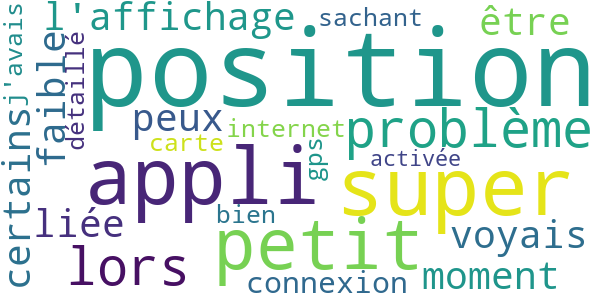 l'affichage
sachant
être
j'avais
position
faible
détaillé
certains
peux
internet
problème
carte
gps
activée
appli
super
liée
bien
petit
voyais
lors
connexion
moment